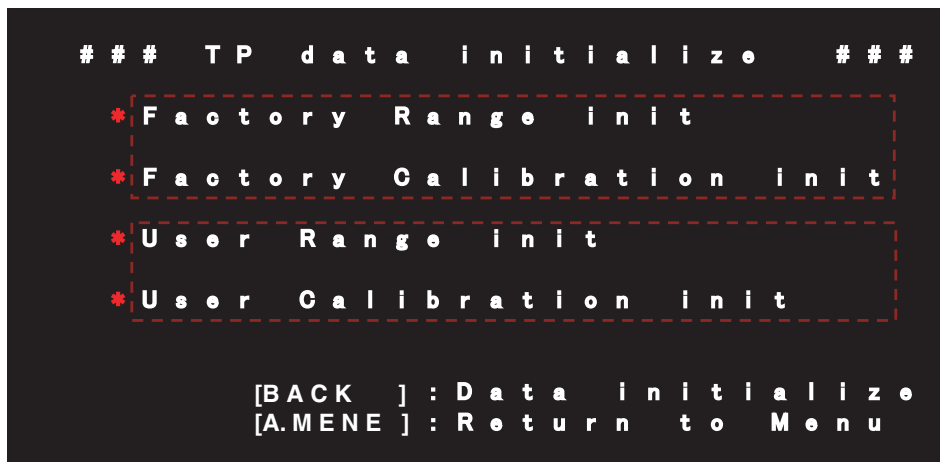 ### TP data initialize ###
*Factory Range init
*Factory Calibration init
*User Range init
*User Calibration init
[BACK ]:Data initialize
[A.MENE ]:Return to Menu